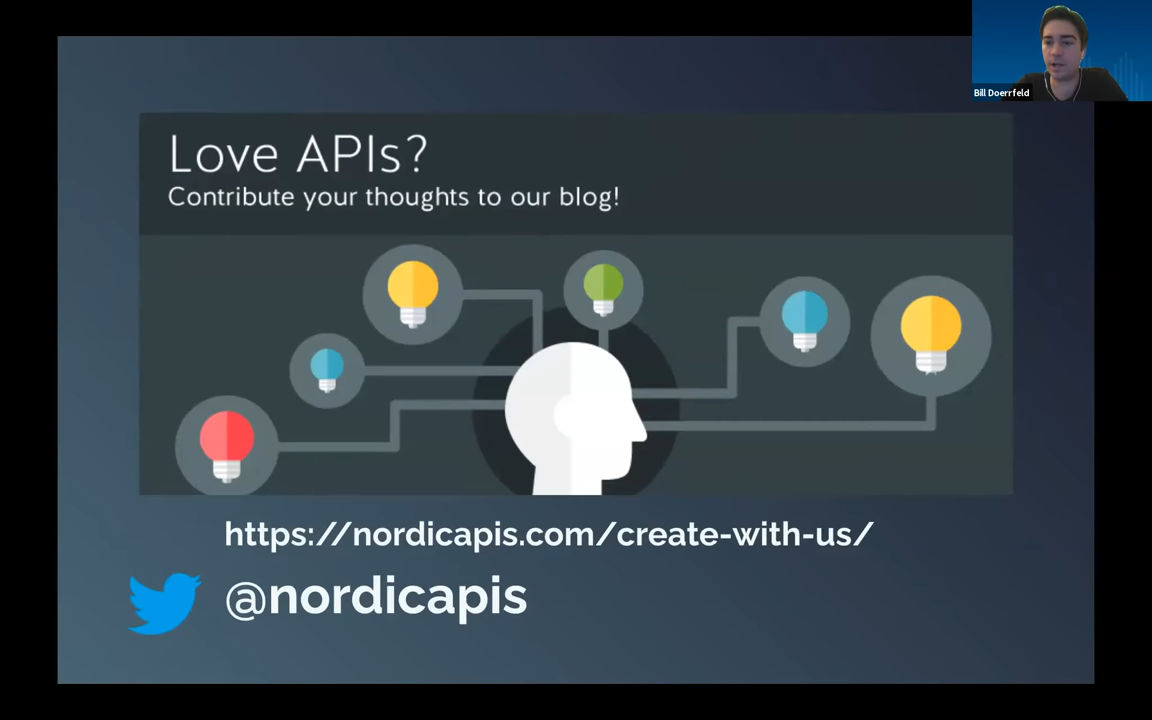 Bill Doerrfeld
Love APIs?
Contribute your thoughts to our blog!
https://nordicapis.com/create-with-us/
@nordicapis